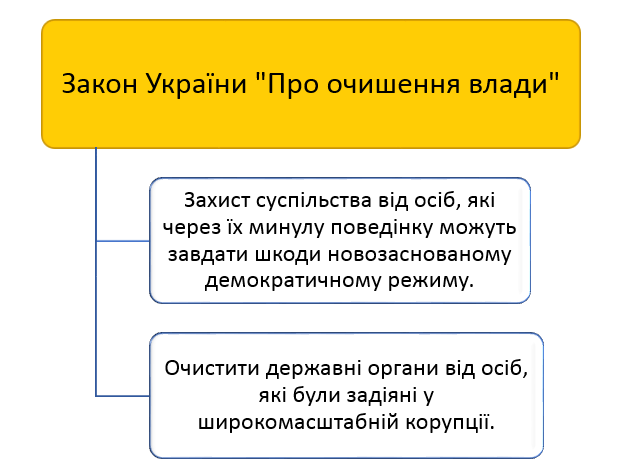 Закон України "Про очишення влади"
Захист суспільства від осіб, які
через їх минулу поведінку можуть
завдати шкоди новозаснованому
демократичному режиму.
Очистити державні органи від осіб,
які були задіяні у
широкомасштабній корупції.